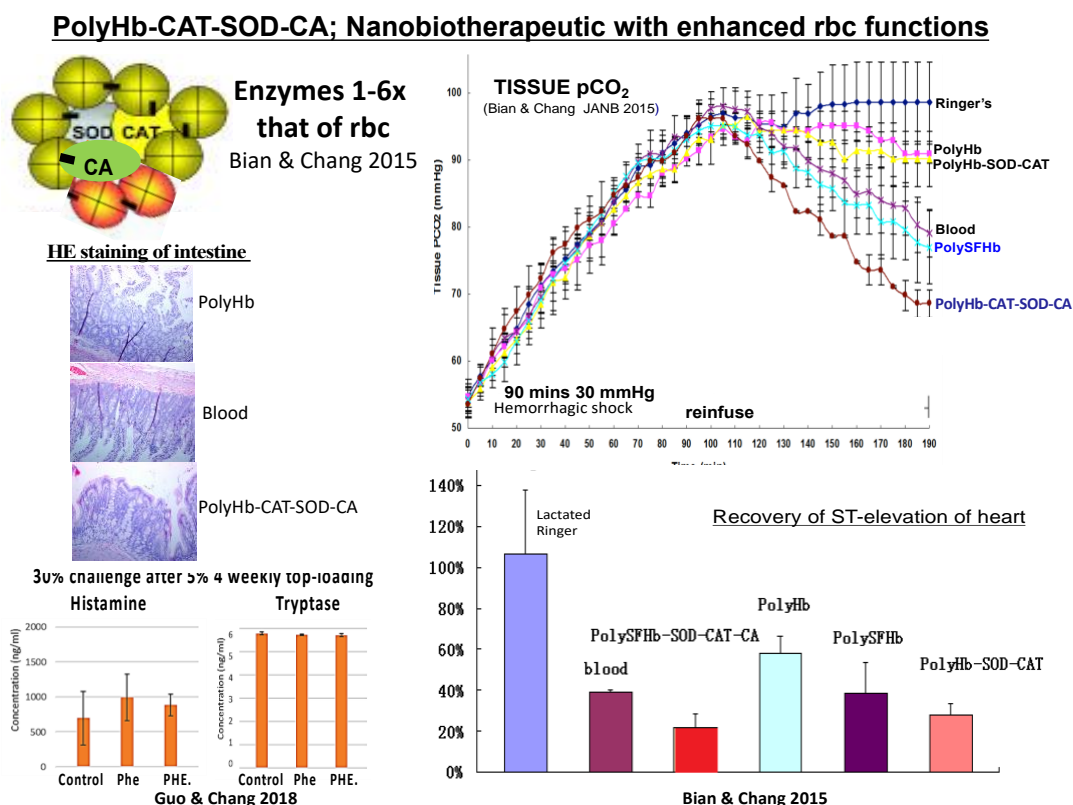 PolyHb-CAT-SOD-CA; Nanobiotherapeutic with enhanced rbc functions
SOD CAT
CA
Enzymes 1-6x
that of rbc
Bian & Chang 2015
HE staining of intestine
PolyHb
Blood
PolyHb-CAT-SOD-CA
30% challenge after 5% 4 weekly top-loading
Histamine
Concentration (ng/ml)
2000
1500
1000
500
0
Control Phe PHE.
Tryptase
Concentration (ng/ml)
6
5
4
3
2
1
0
Control Phe PHE.
Guo & Chang 2018
TISSUE pCO2
(Bian & Chang JANB 2015)
Tissue PCO2 (mmHg)
100
90
80
70
60
50
Ringer's
PolyHb
PolyHb-SOD-CAT
Blood
PolySFHb
PolyHb-CAT-SOD-CA
90 mins 30 mmHg
Hemorrhagic shock
reinfuse
0 10 20 30 40 50 60 70 80 90 100 110 120 130 140 150 160 170 180 190
Time (min)
Recovery of ST-elevation of heart
140%
120%
100%
80%
60%
40%
20%
0%
Lactated
Ringer
blood
PolySFHb-SOD-CAT-CA
PolyHb
PolySFHb
PolyHb-SOD-CAT
Bian & Chang 2015